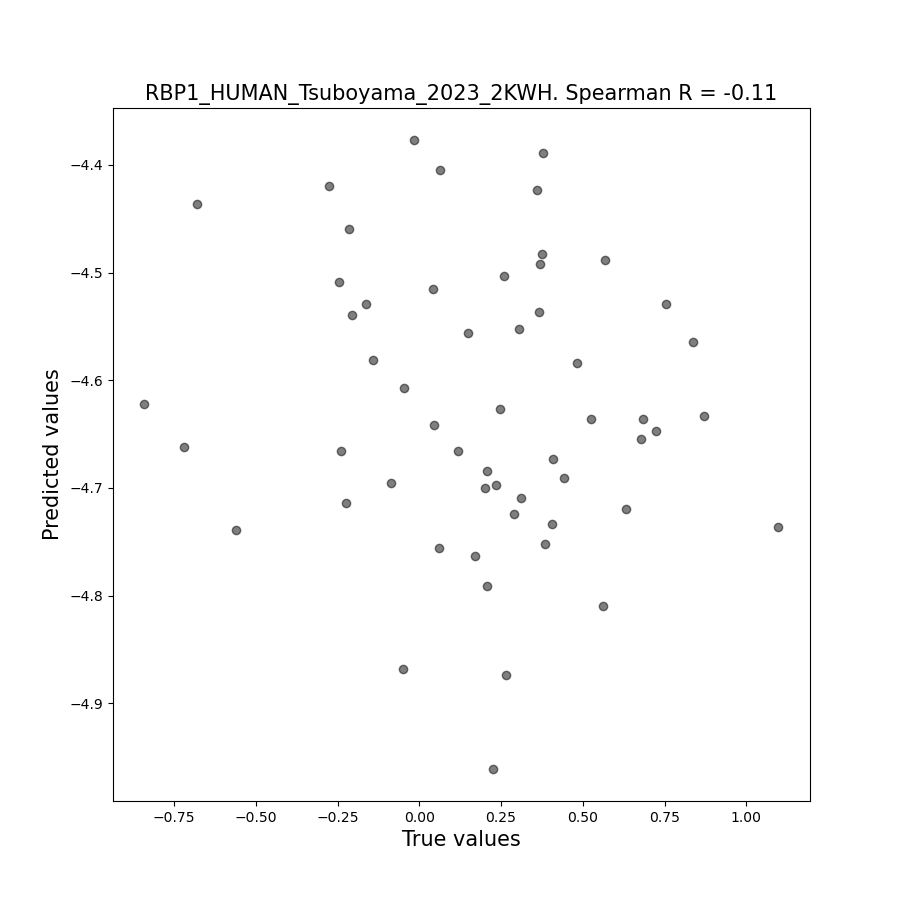 RBP1_HUMAN_Tsuboyama_2023_2KWH. Spearman R = -0.11
Predicted values
−4.4
−4.5
−4.6
−4.7
−4.8
−4.9
−0.75 −0.50 −0.25 0.00 0.25 0.50 0.75 1.00
True values